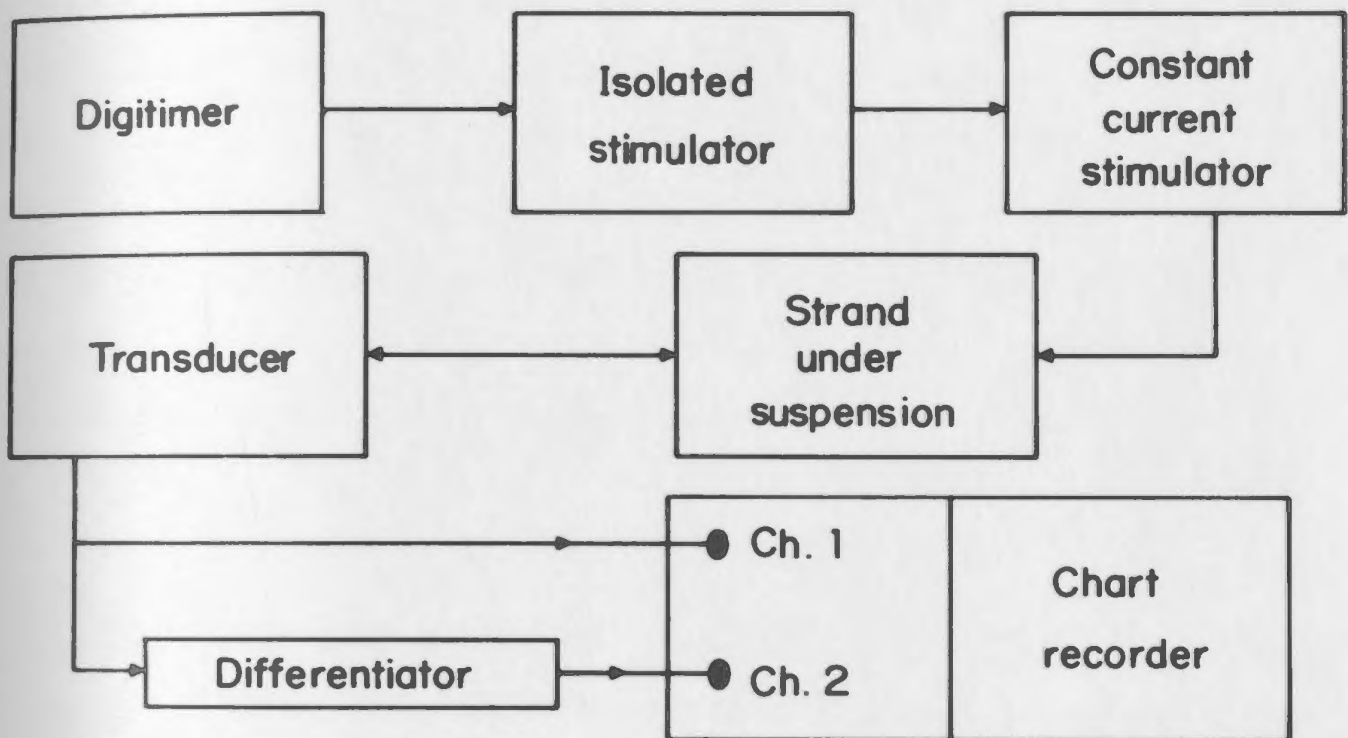 Digitimer
Isolated
stimulator
Constant
current
stimulator
Transducer
Strand
under
suspension
Ch. 1
Chart
recorder
Differentiator
Ch. 2